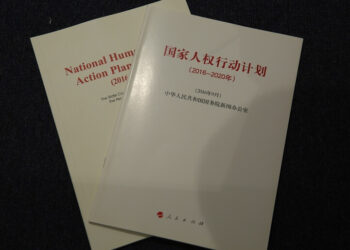 National Huma
Action Plan
(2016
国家人权行动计划
(2016—2020年)
(2016年9月)
中华人民共和国国务院新闻办公室
人民出版社